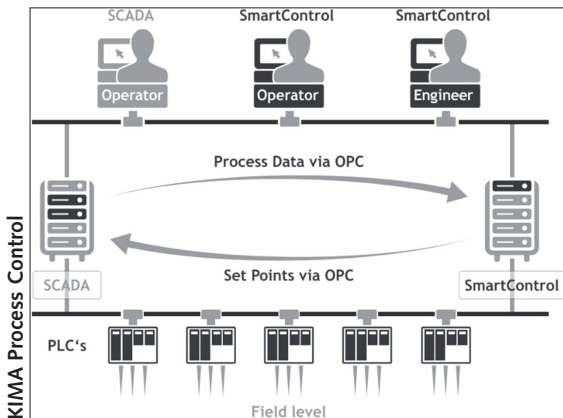 SCADA SmartControl SmartControl
Operator Operator Engineer
Process Data via OPC
Set Points via OPC
SCADA SmartControl
PLC‘s
Field level
KIMA Process Control